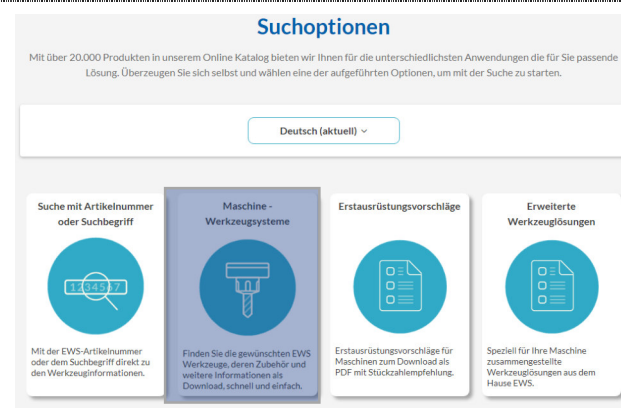 Suchoptionen
Mit über 20.000 Produkten in unserem Online Katalog bieten wir Ihnen für die unterschiedlichsten Anwendungen die für Sie passende
Lösung. Überzeugen Sie sich selbst und wählen eine der aufgeführten Optionen, um mit der Suche zu starten.
Deutsch (aktuell)
Suche mit Artikelnummer
oder Suchbegriff
1234567
Mit der EWS-Artikelnummer
oder dem Suchbegriff direkt zu
den Werkzeuginformationen.
Maschine -
Werkzeugsysteme
Finden Sie die gewünschten EWS
Werkzeuge, deren Zubehör und
weitere Informationen als
Download, schnell und einfach.
Erstausrüstungsvorschläge
Erstausrüstungsvorschläge für
Maschinen zum Download als
PDF mit Stückzahlempfehlung.
Erweiterte
Werkzeuglösungen
Speziell für Ihre Maschine
zusammengestellte
Werkzeuglösungen aus dem
Hause EWS.